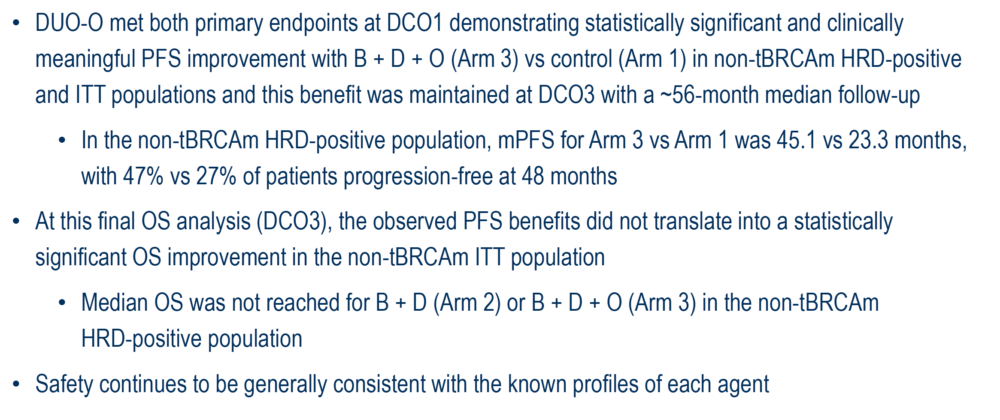 • DUO-O met both primary endpoints at DCO1 demonstrating statistically significant and clinically
meaningful PFS improvement with B + D + O (Arm 3) vs control (Arm 1) in non-tBRCAm HRD-positive
and ITT populations and this benefit was maintained at DCO3 with a ~56-month median follow-up
• In the non-tBRCAm HRD-positive population, mPFS for Arm 3 vs Arm 1 was 45.1 vs 23.3 months,
with 47% vs 27% of patients progression-free at 48 months
• At this final OS analysis (DCO3), the observed PFS benefits did not translate into a statistically
significant OS improvement in the non-tBRCAm ITT population
• Median OS was not reached for B + D (Arm 2) or B + D + O (Arm 3) in the non-tBRCAm
HRD-positive population
• Safety continues to be generally consistent with the known profiles of each agent